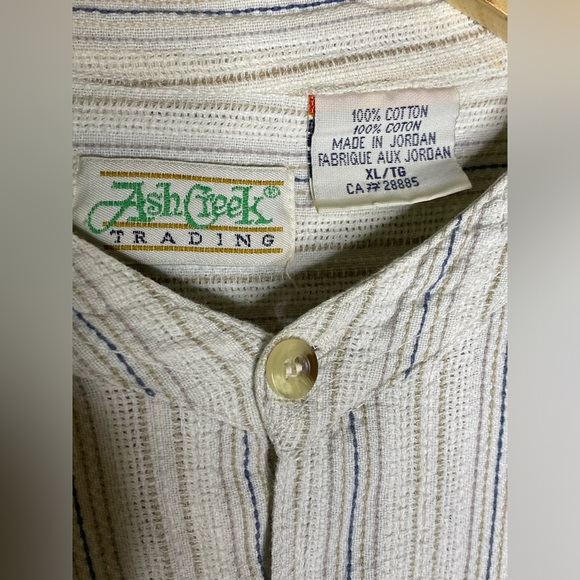 AshCreek®
TRADING
100% COTTON
100% COTON
MADE IN JORDAN
FABRIQUE AUX JORDAN
XL/TG
CA 28885